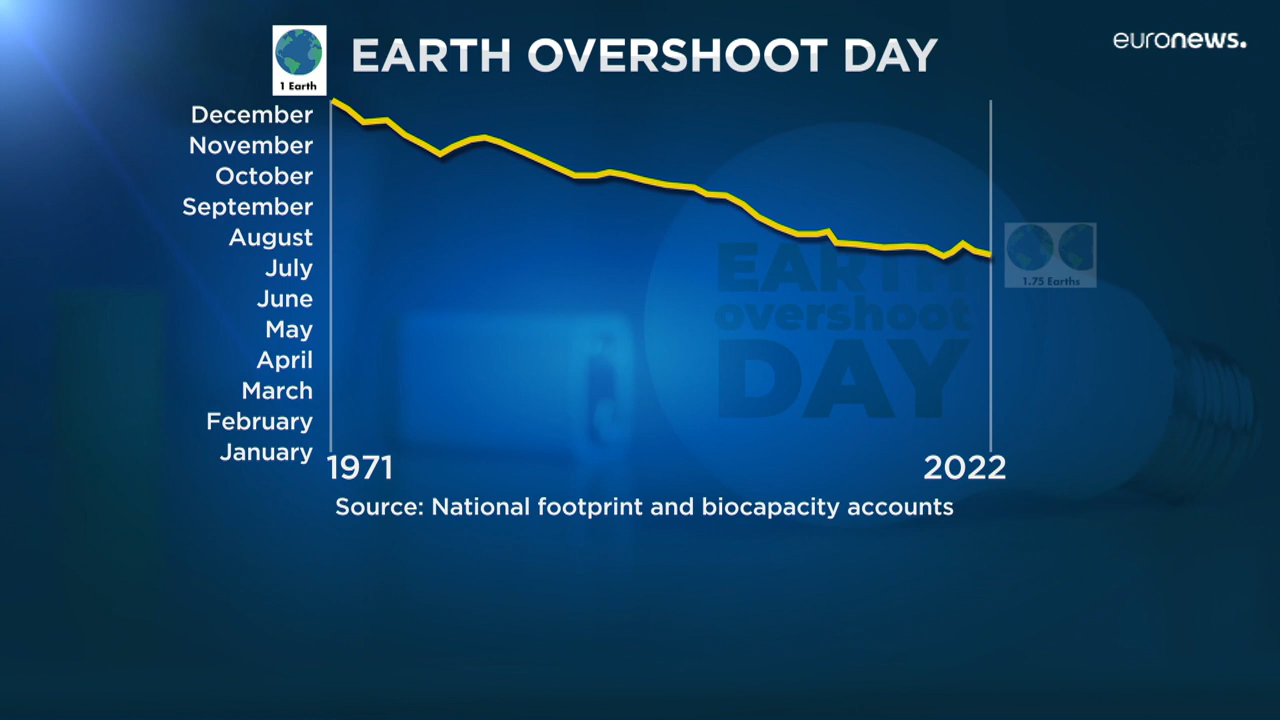 EARTH OVERSHOOT DAY
euronews.
1 Earth
December
November
October
September
August
July
June
May
April
March
February
January
EARTH
overshoot
DAY
1.75 Earths
1971
2022
Source: National footprint and biocapacity accounts